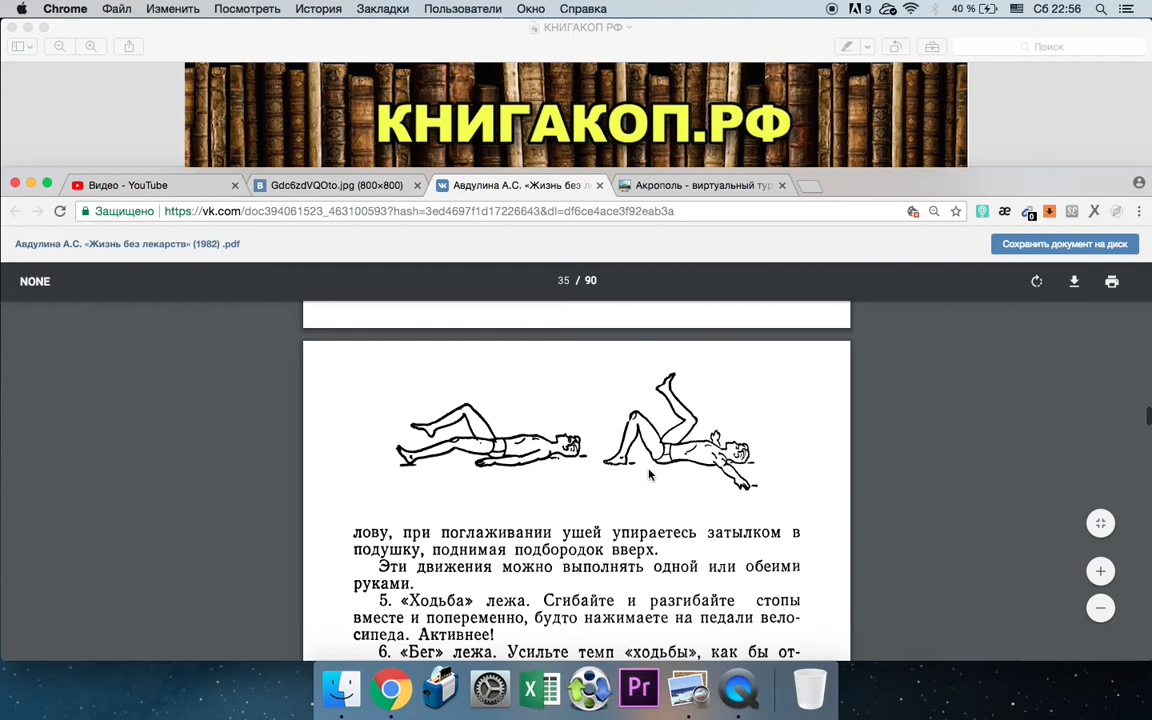 Chrome Файл Изменить Посмотреть История Закладки Пользователи Окно Справка
9 40 % Сб 22:56
КНИГАКОП РФ
Поиск
КНИГАКОП.РФ
Видео - YouTube
Gdc6zdVQOto.jpg (800×800)
Авдулина А.С. «Жизнь без л
Акрополь - виртуальный тур
Защищено https://vk.com/doc394061523_463100593?hash=3ed4697f1d17226643&dl=df6ce4ace3f92eab3a
Авдулина А.С. «Жизнь без лекарств» (1982) .pdf
Сохранить документ на диск
NONE
35 / 90
лову, при поглаживании ушей упираетесь затылком в
подушку, поднимая подбородок вверх.
Эти движения можно выполнять одной или обеими
руками.
5. «Ходьба» лежа. Сгибайте и разгибайте стопы
вместе и попеременно, будто нажимаете на педали вело-
сипеда. Активнее!
6. «Бег» лежа. Усильте темп «ходьбы», как бы от-
Pr